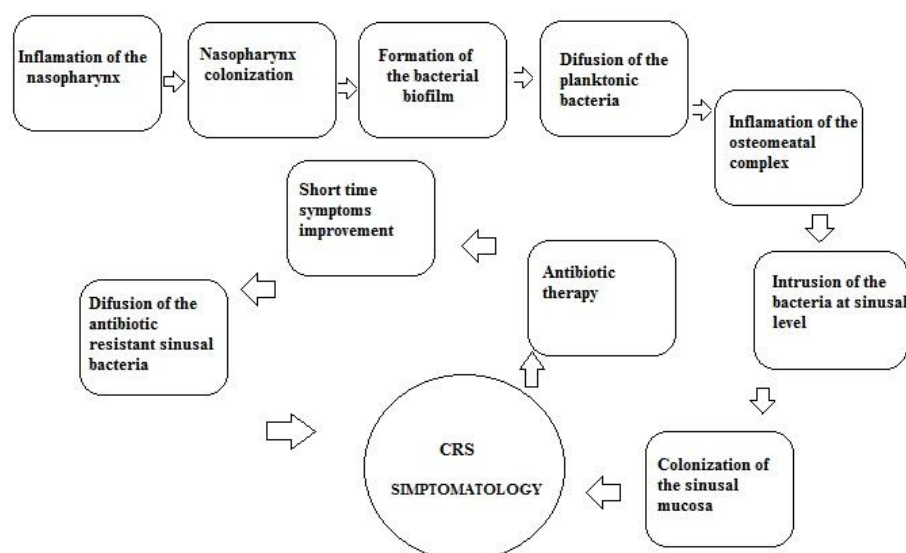 Inflamation of the
nasopharynx
Nasopharynx
colonization
Formation of
the bacterial
biofilm
Difusion of the
planktonic
bacteria
Inflamation of the
osteomeatal
complex
Intrusion of the
bacteria at sinusal
level
Colonization of
the sinusal
mucosa
CRS
SIMPTOMATOLOGY
Antibiotic
therapy
Short time
symptoms
improvement
Difusion of the
antibiotic
resistant sinusal
bacteria